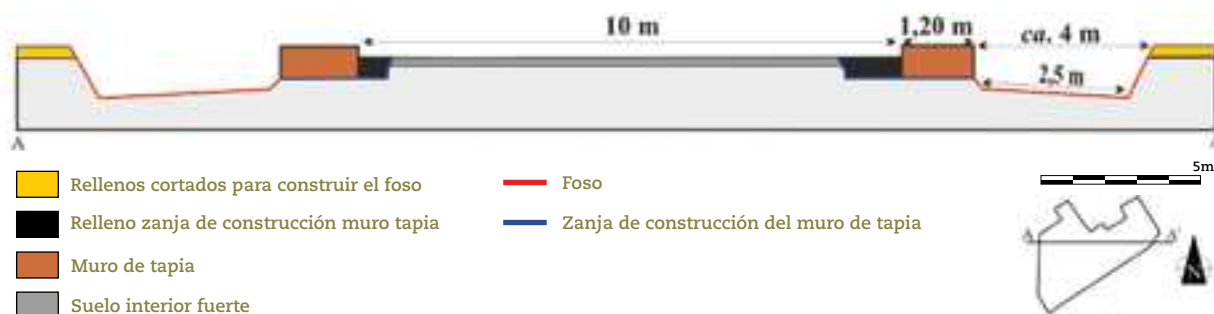 10 m
1,20 m
ca. 4 m
2,5 m
A
5m
Rellenos cortados para construir el foso
Foso
Relleno zanja de construcción muro tapia
Zanja de construcción del muro de tapia
A
A'
N
Muro de tapia
Suelo interior fuerte